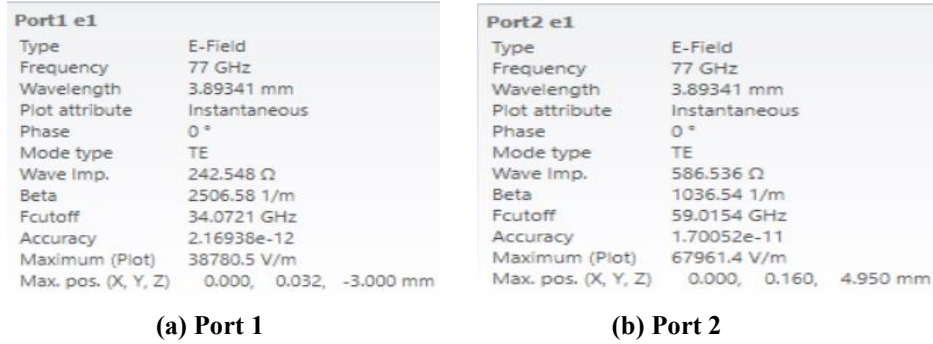 Port1 e1
Type E-Field
Frequency 77 GHz
Wavelength 3.89341 mm
Plot attribute Instantaneous
Phase 0 °
Mode type TE
Wave Imp. 242.548 Ω
Beta 2506.58 1/m
Fcutoff 34.0721 GHz
Accuracy 2.16938e-12
Maximum (Plot) 38780.5 V/m
Max. pos. (X, Y, Z) 0.000, 0.032, -3.000 mm
(a) Port 1
Port2 e1
Type E-Field
Frequency 77 GHz
Wavelength 3.89341 mm
Plot attribute Instantaneous
Phase 0 °
Mode type TE
Wave Imp. 586.536 Ω
Beta 1036.54 1/m
Fcutoff 59.0154 GHz
Accuracy 1.70052e-11
Maximum (Plot) 67961.4 V/m
Max. pos. (X, Y, Z) 0.000, 0.160, 4.950 mm
(b) Port 2